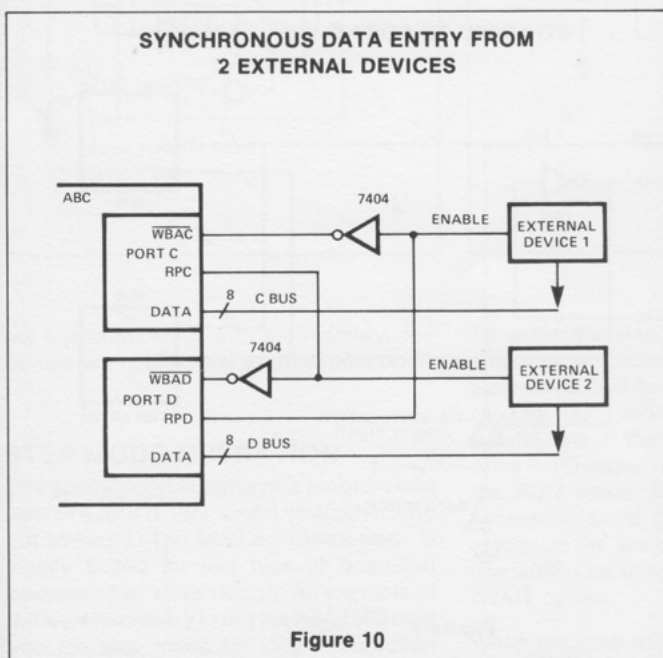 SYNCHRONOUS DATA ENTRY FROM
2 EXTERNAL DEVICES
ABC
7404
WBAC
ENABLE
EXTERNAL
DEVICE 1
PORT C
RPC
DATA
8
C BUS
7404
WBAD
ENABLE
EXTERNAL
DEVICE 2
PORT D
RPD
DATA
8
D BUS
Figure 10